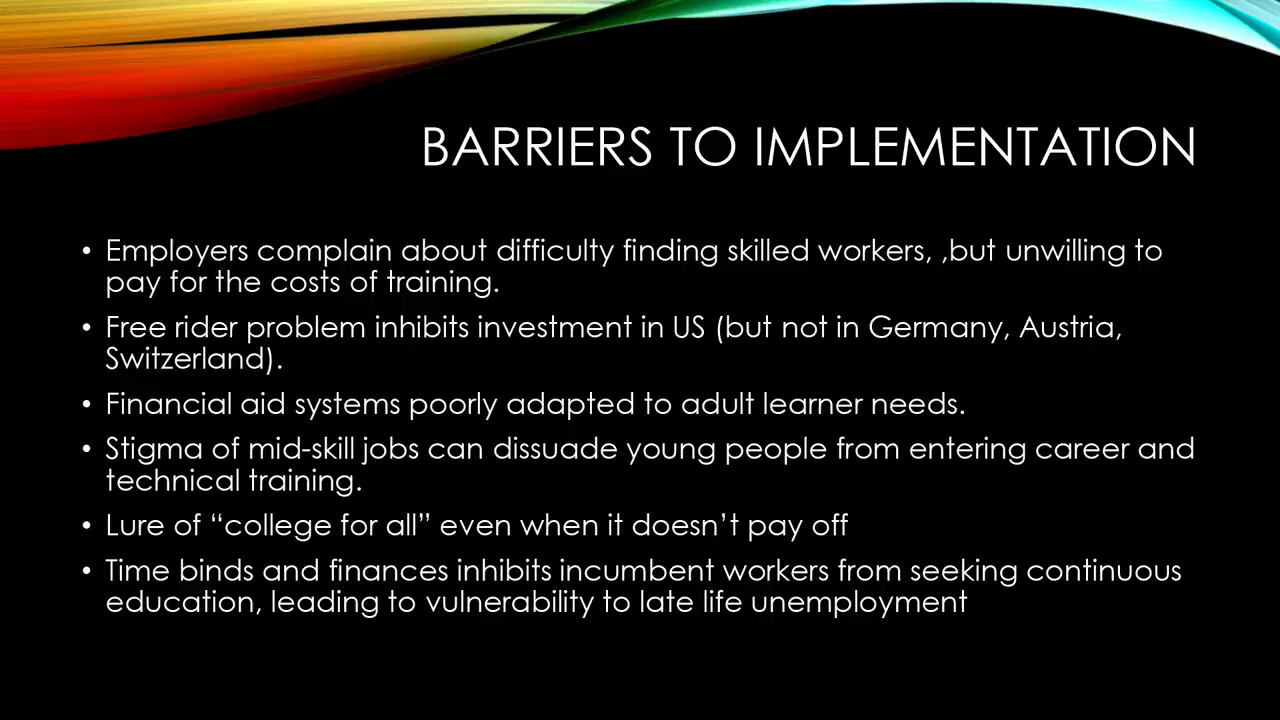 BARRIERS TO IMPLEMENTATION
• Employers complain about difficulty finding skilled workers, ,but unwilling to
pay for the costs of training.
• Free rider problem inhibits investment in US (but not in Germany, Austria,
Switzerland).
• Financial aid systems poorly adapted to adult learner needs.
• Stigma of mid-skill jobs can dissuade young people from entering career and
technical training.
• Lure of “college for all” even when it doesn’t pay off
• Time binds and finances inhibits incumbent workers from seeking continuous
education, leading to vulnerability to late life unemployment